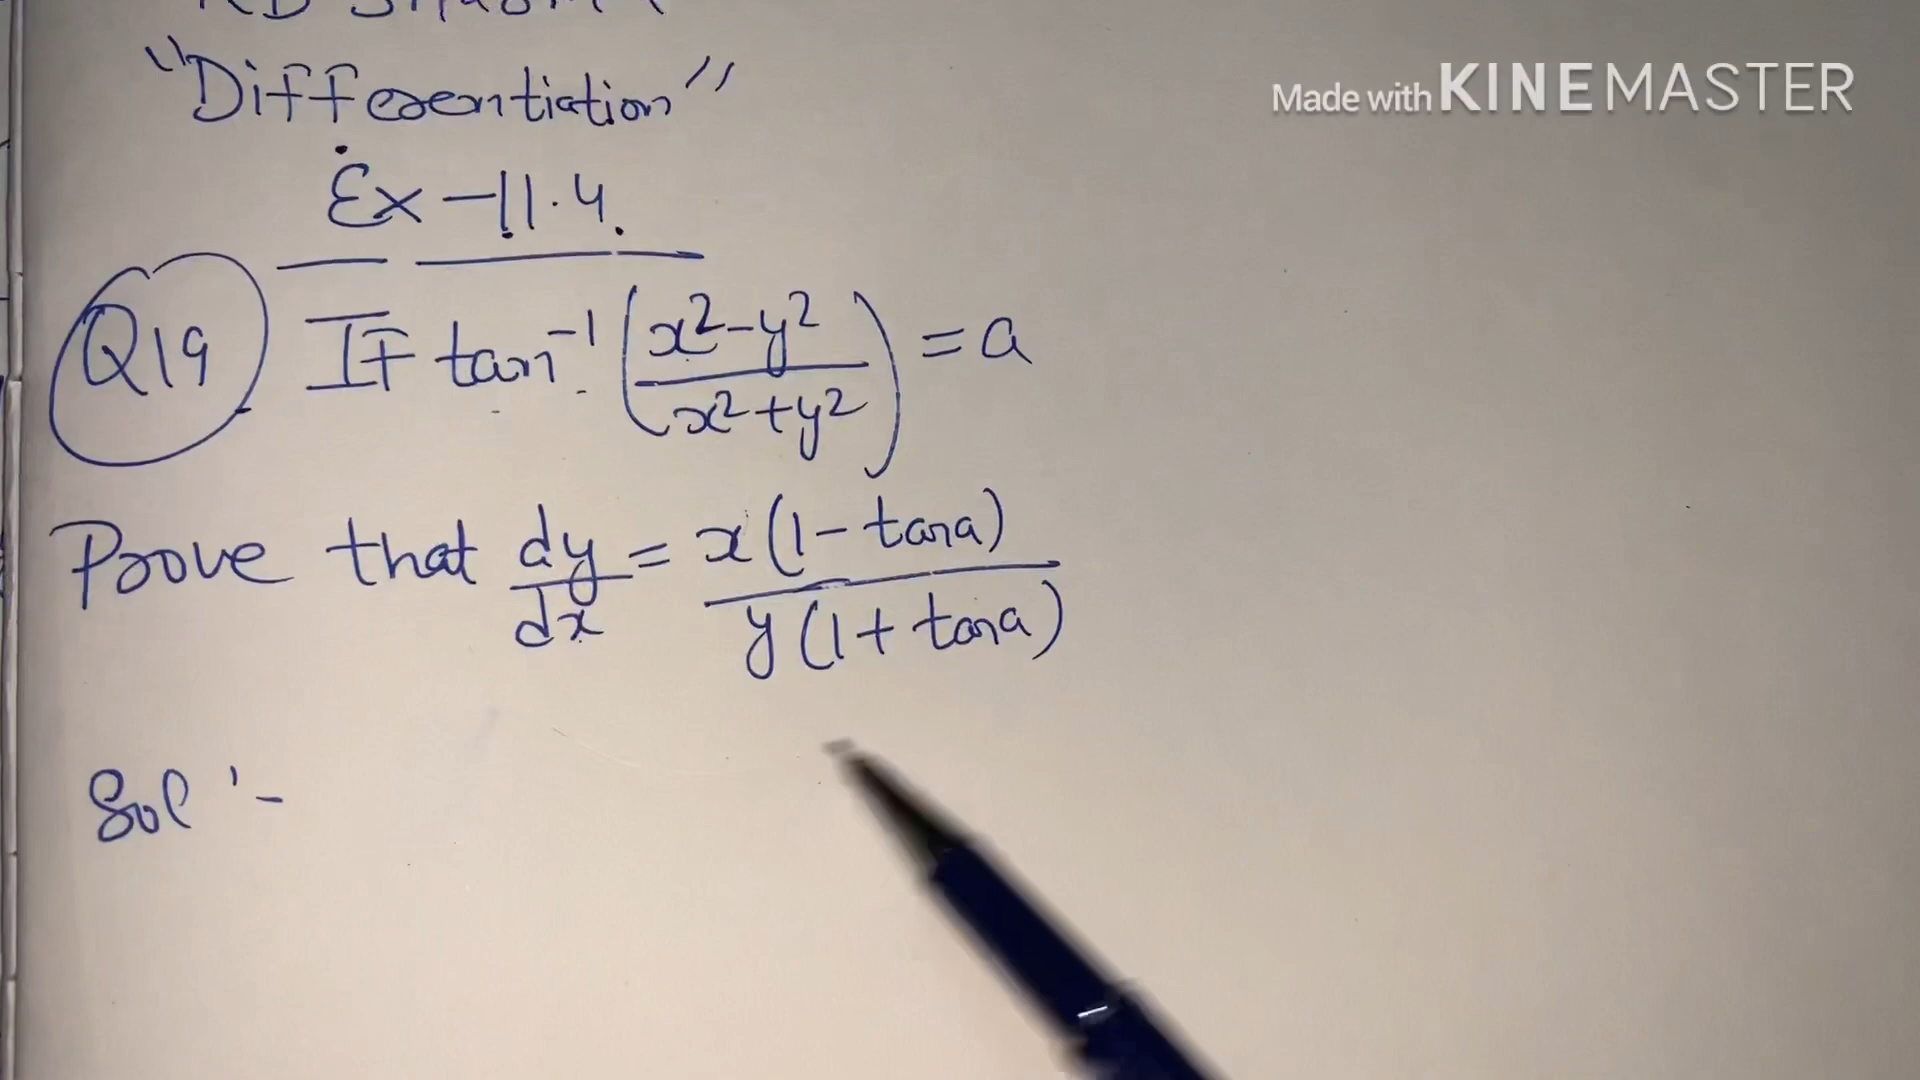 "Differentiation"
Made with KINEMASTER
Ex-11.4.
Q19 If tan⁻¹ (x²-y² / x²+y²) = a
Prove that dy/dx = x(1-tana) / y(1+tana)
Sol :-